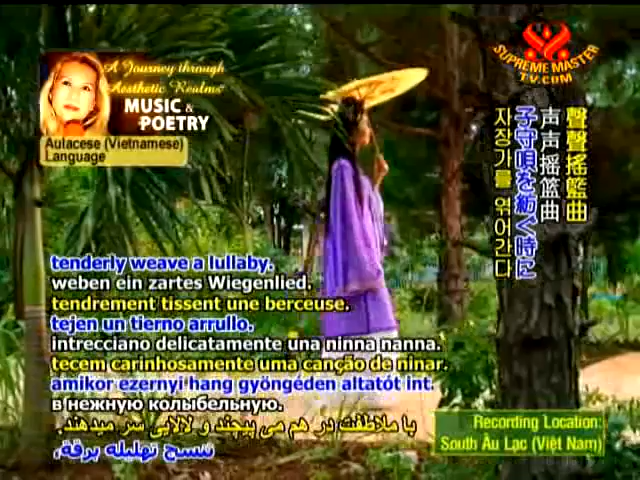 A Journey through
Aesthetic Realms
MUSIC &
POETRY
Aulacese (Vietnamese)
Language
SUPREME MASTER
TV.COM
聲聲搖籃曲
声声摇篮曲
子守唄を紡ぐ時に
자장가를 엮어간다
tenderly weave a lullaby.
weben ein zartes Wiegenlied.
tendrement tissent une berceuse.
tejen un tierno arrullo.
intrecciano delicatamente una ninna nanna.
tecem carinhosamente uma canção de ninar.
amikor ezernyi hang gyöngéden altatót int.
в нежную колыбельную.
با ملاطفت در هم می پیچند و لالایی سر میدهند.
تنسج تهليله برقة،
Recording Location:
South Âu Lạc (Việt Nam)